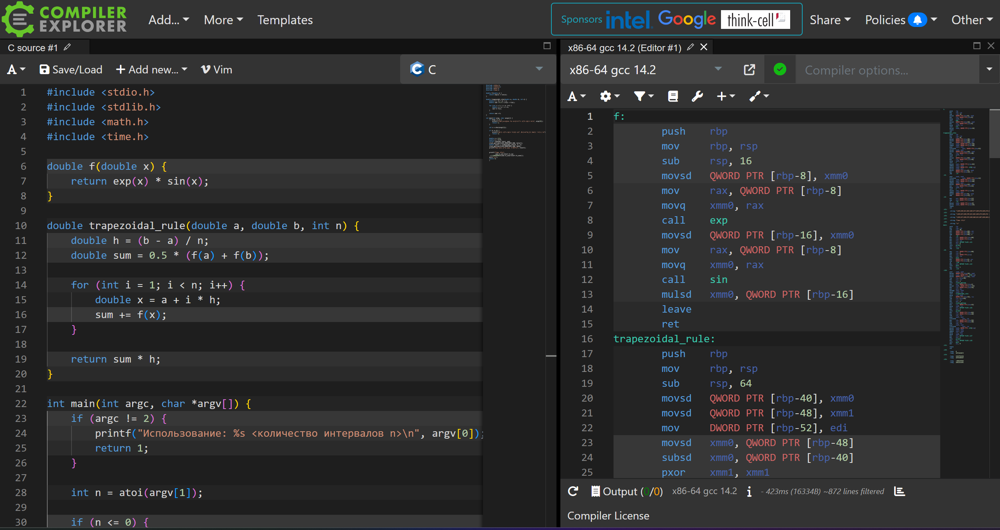 COMPILER EXPLORER
Add... More Templates
Sponsors intel. Google think-cell
Share Policies Other
C source #1
x86-64 gcc 14.2 (Editor #1)
A Save/Load + Add new... Vim
C
x86-64 gcc 14.2
Compiler options...
1 #include <stdio.h>
2 #include <stdlib.h>
3 #include <math.h>
4 #include <time.h>
5
6 double f(double x) {
7 return exp(x) * sin(x);
8 }
9
10 double trapezoidal_rule(double a, double b, int n) {
11 double h = (b - a) / n;
12 double sum = 0.5 * (f(a) + f(b));
13
14 for (int i = 1; i < n; i++) {
15 double x = a + i * h;
16 sum += f(x);
17 }
18
19 return sum * h;
20 }
21
22 int main(int argc, char *argv[]) {
23 if (argc != 2) {
24 printf("Использование: %s <количество интервалов n>\n", argv[0]);
25 return 1;
26 }
27
28 int n = atoi(argv[1]);
29
30 if (n <= 0) {
A
1 f:
2 push rbp
3 mov rbp, rsp
4 sub rsp, 16
5 movsd QWORD PTR [rbp-8], xmm0
6 mov rax, QWORD PTR [rbp-8]
7 movq xmm0, rax
8 call exp
9 movsd QWORD PTR [rbp-16], xmm0
10 mov rax, QWORD PTR [rbp-8]
11 movq xmm0, rax
12 call sin
13 mulsd xmm0, QWORD PTR [rbp-16]
14 leave
15 ret
16 trapezoidal_rule:
17 push rbp
18 mov rbp, rsp
19 sub rsp, 64
20 movsd QWORD PTR [rbp-40], xmm0
21 movsd QWORD PTR [rbp-48], xmm1
22 mov DWORD PTR [rbp-52], edi
23 movsd xmm0, QWORD PTR [rbp-48]
24 subsd xmm0, QWORD PTR [rbp-40]
25 pxor xmm1, xmm1
Output (0/0) x86-64 gcc 14.2 i - 423ms (16334B) ~872 lines filtered
Compiler License